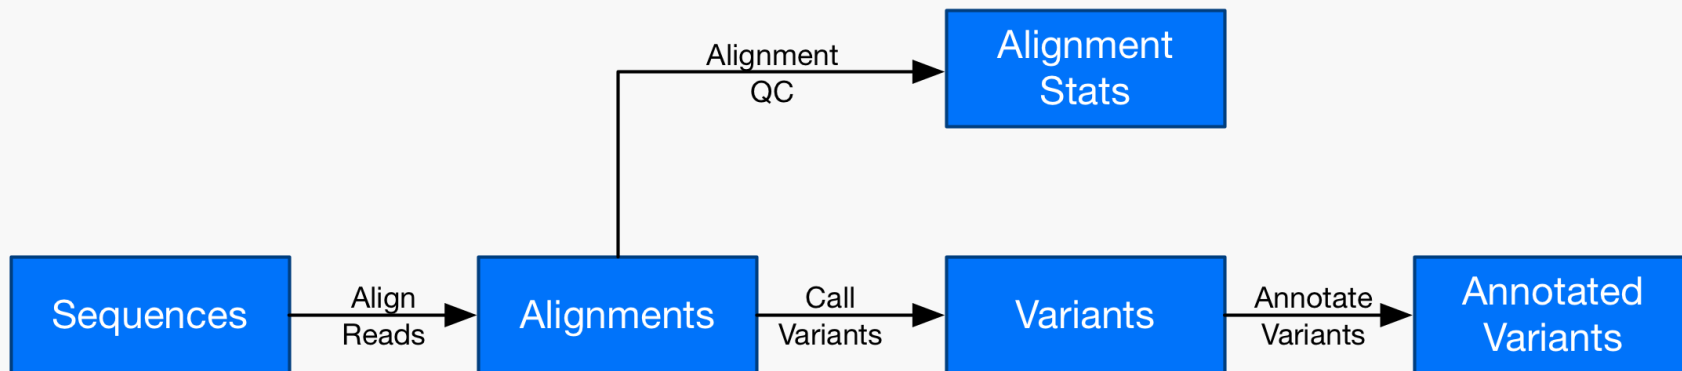 Alignment
QC
Alignment
Stats
Sequences
Align
Reads
Alignments
Call
Variants
Variants
Annotate
Variants
Annotated
Variants